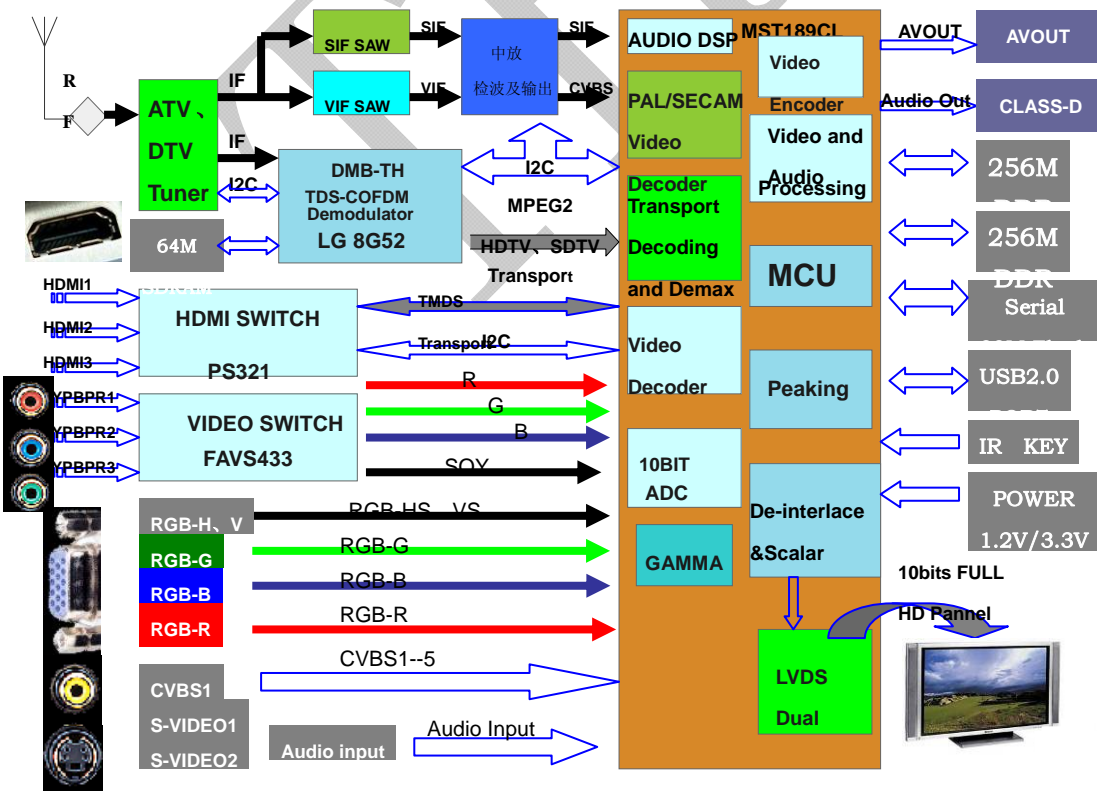 R
F
ATV、
DTV
Tuner
IF
IF
I2C
SIF SAW
VIF SAW
SIF
VIF
中放
检波及输出
SIF
CVBS
DMB-TH
TDS-COFDM
Demodulator
LG 8G52
64M
I2C
MPEG2
HDTV、SDTV
Transport
HDMI1
HDMI2
HDMI3
HDMI SWITCH
PS321
TMDS
Transport
I2C
YPBPR1
YPBPR2
YPBPR3
VIDEO SWITCH
FAVS433
R
G
B
SOY
RGB-H、V
RGB-G
RGB-B
RGB-R
RGB-HS
VS
RGB-G
RGB-B
RGB-R
CVBS1
S-VIDEO1
S-VIDEO2
CVBS1--5
Audio input
Audio Input
MST189CL
AUDIO DSP
PAL/SECAM
Video
Decoder
Transport
Decoding
and Demax
Video
Decoder
10BIT
ADC
GAMMA
Video
Encoder
Video and
Audio
Processing
MCU
Peaking
De-interlace
&Scalar
LVDS
Dual
AVOUT
Audio Out
AVOUT
CLASS-D
256M
256M
DDR
Serial
USB2.0
IR KEY
POWER
1.2V/3.3V
10bits FULL
HD Pannel